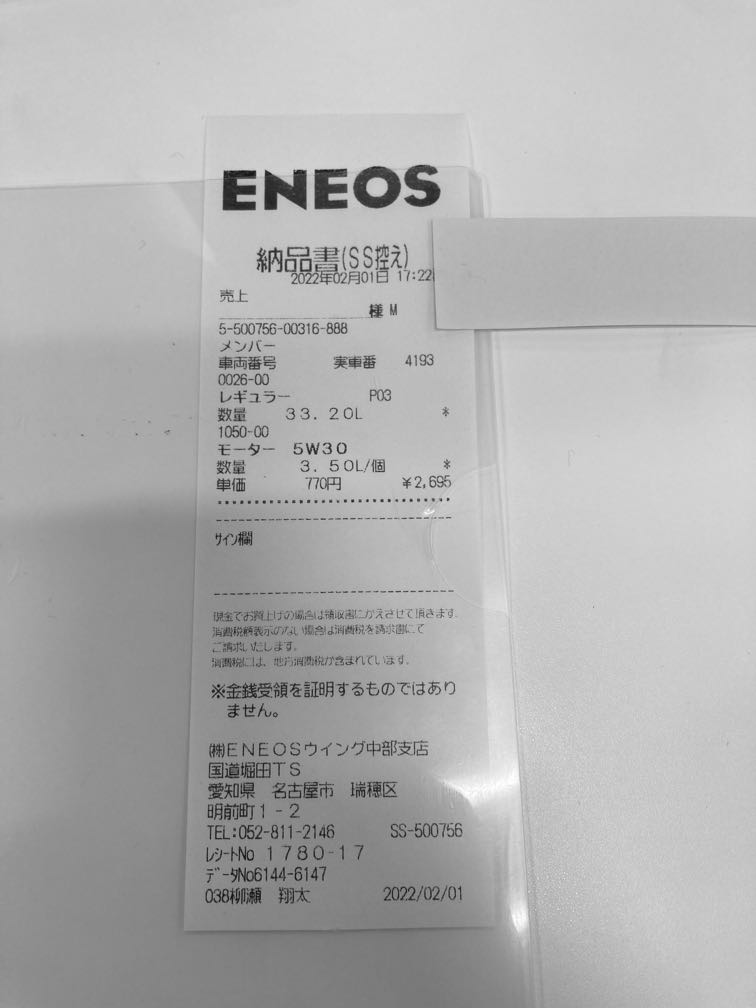 ENEOS
納品書(SS控え)
2022年02月01日 17:22
売上
様 M
5-500756-00316-888
メンバー
車両番号 実車番 4193
0026-00
レギュラー P03
数量 33.20L *
1050-00
モーター 5W30
数量 3.50L/個 *
単価 770円 ¥2,695
サイン欄
現金でお買上げの場合は領収書にかえさせて頂きます。
消費税額表示のない場合は消費税を請求書にて
ご請求いたします。
消費税には、地方消費税が含まれています。
※金銭受領を証明するものではあり
ません。
㈱ENEOSウイング中部支店
国道堀田TS
愛知県 名古屋市 瑞穂区
明前町1-2
TEL:052-811-2146 SS-500756
レシートNo 1780-17
データNo6144-6147
038柳瀬 翔太 2022/02/01